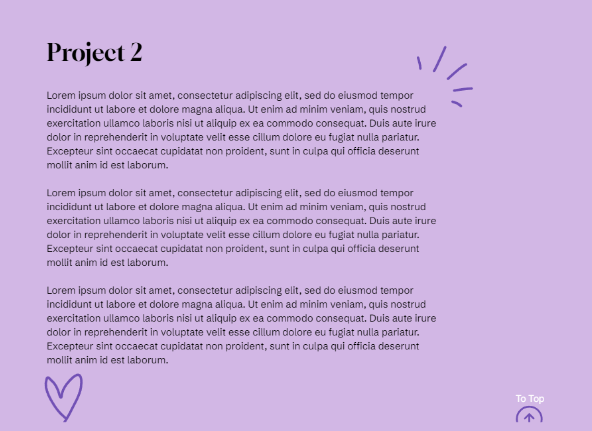 Project 2
Lorem ipsum dolor sit amet, consectetur adipiscing elit, sed do eiusmod tempor
incididunt ut labore et dolore magna aliqua. Ut enim ad minim veniam, quis nostrud
exercitation ullamco laboris nisi ut aliquip ex ea commodo consequat. Duis aute irure
dolor in reprehenderit in voluptate velit esse cillum dolore eu fugiat nulla pariatur.
Excepteur sint occaecat cupidatat non proident, sunt in culpa qui officia deserunt
mollit anim id est laborum.
Lorem ipsum dolor sit amet, consectetur adipiscing elit, sed do eiusmod tempor
incididunt ut labore et dolore magna aliqua. Ut enim ad minim veniam, quis nostrud
exercitation ullamco laboris nisi ut aliquip ex ea commodo consequat. Duis aute irure
dolor in reprehenderit in voluptate velit esse cillum dolore eu fugiat nulla pariatur.
Excepteur sint occaecat cupidatat non proident, sunt in culpa qui officia deserunt
mollit anim id est laborum.
Lorem ipsum dolor sit amet, consectetur adipiscing elit, sed do eiusmod tempor
incididunt ut labore et dolore magna aliqua. Ut enim ad minim veniam, quis nostrud
exercitation ullamco laboris nisi ut aliquip ex ea commodo consequat. Duis aute irure
dolor in reprehenderit in voluptate velit esse cillum dolore eu fugiat nulla pariatur.
Excepteur sint occaecat cupidatat non proident, sunt in culpa qui officia deserunt
mollit anim id est laborum.
To Top